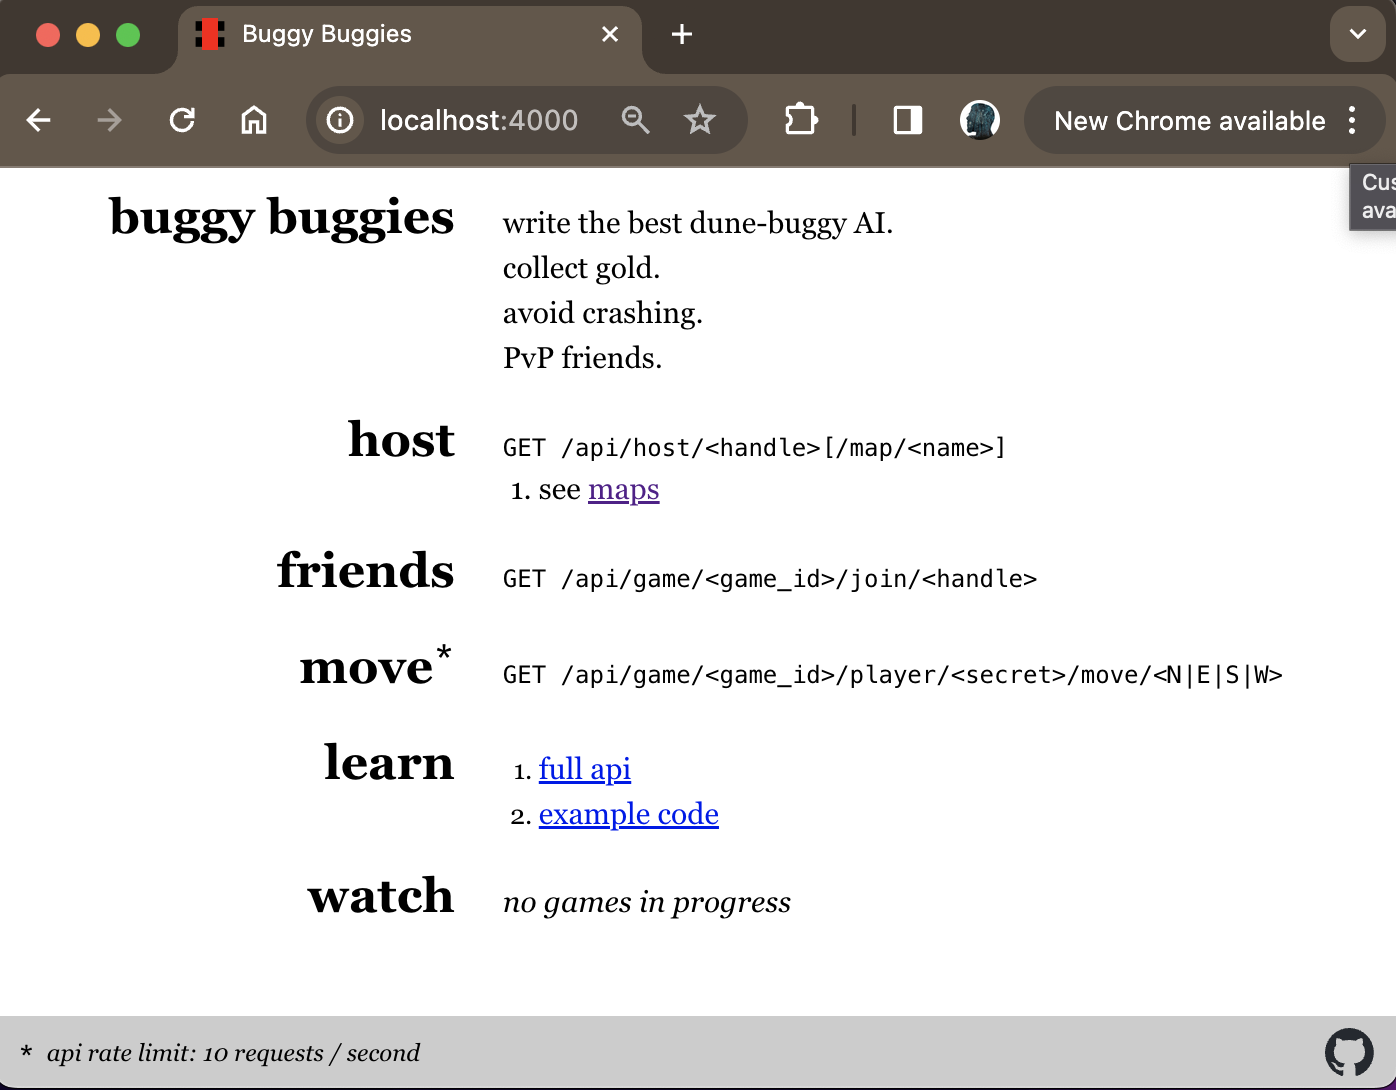 Buggy Buggies
localhost:4000
New Chrome available
buggy buggies
write the best dune-buggy AI.
collect gold.
avoid crashing.
PvP friends.
host
GET /api/host/<handle>[/map/<name>]
1. see maps
friends
GET /api/game/<game_id>/join/<handle>
move*
GET /api/game/<game_id>/player/<secret>/move/<N|E|S|W>
learn
1. full api
2. example code
watch
no games in progress
* api rate limit: 10 requests / second